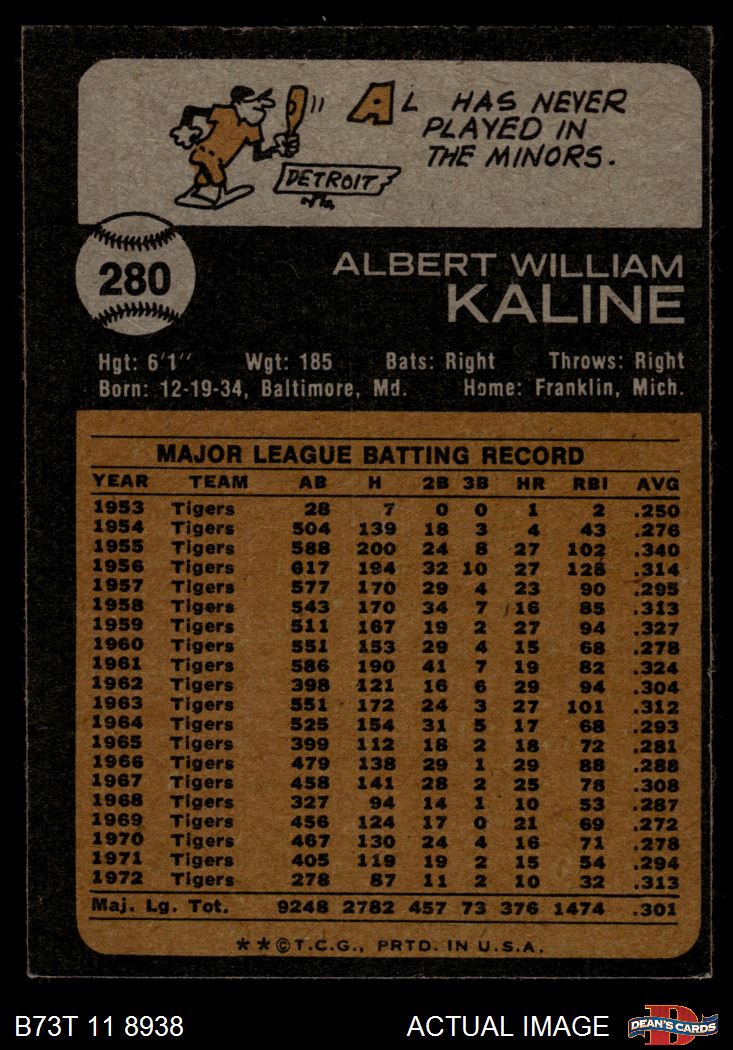 AL HAS NEVER
PLAYED IN
THE MINORS.
DETROIT
280
ALBERT WILLIAM
KALINE
Hgt: 6'1" Wgt: 185 Bats: Right Throws: Right
Born: 12-19-34, Baltimore, Md. Home: Franklin, Mich.
MAJOR LEAGUE BATTING RECORD
YEAR TEAM AB H 2B 3B HR RBI AVG
1953 Tigers 28 7 0 0 1 2 .250
1954 Tigers 504 139 18 3 4 43 .276
1955 Tigers 588 200 24 8 27 102 .340
1956 Tigers 617 194 32 10 27 128 .314
1957 Tigers 577 170 29 4 23 90 .295
1958 Tigers 543 170 34 7 16 85 .313
1959 Tigers 511 167 19 2 27 94 .327
1960 Tigers 551 153 29 4 15 68 .278
1961 Tigers 586 190 41 7 19 82 .324
1962 Tigers 398 121 16 6 29 94 .304
1963 Tigers 551 172 24 3 27 101 .312
1964 Tigers 525 154 31 5 17 68 .293
1965 Tigers 399 112 18 2 18 72 .281
1966 Tigers 479 138 29 1 29 88 .288
1967 Tigers 458 141 28 2 25 78 .308
1968 Tigers 327 94 14 1 10 53 .287
1969 Tigers 456 124 17 0 21 69 .272
1970 Tigers 467 130 24 4 16 71 .278
1971 Tigers 405 119 19 2 15 54 .294
1972 Tigers 278 87 11 2 10 32 .313
Maj. Lg. Tot. 9248 2782 457 73 376 1474 .301
**©T.C.G., PRTD. IN U.S.A.
B73T 11 8938 ACTUAL IMAGE D DEAN'S CARDS